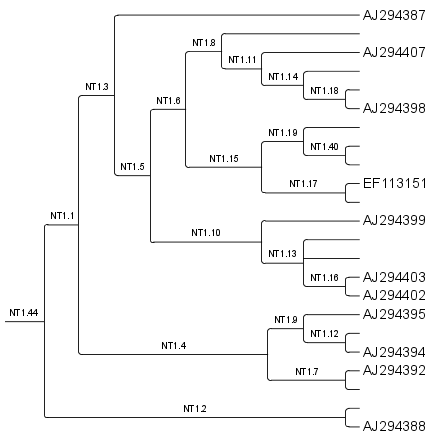 AJ294387
NT1.8
AJ294407
NT1.11
NT1.14
NT1.3
NT1.18
NT1.6
AJ294398
NT1.19
NT1.40
NT1.15
NT1.5
EF113151
NT1.17
NT1.1
AJ294399
NT1.10
NT1.13
NT1.16
AJ294403
AJ294402
NT1.44
AJ294395
NT1.9
NT1.12
NT1.4
AJ294394
AJ294392
NT1.7
NT1.2
AJ294388